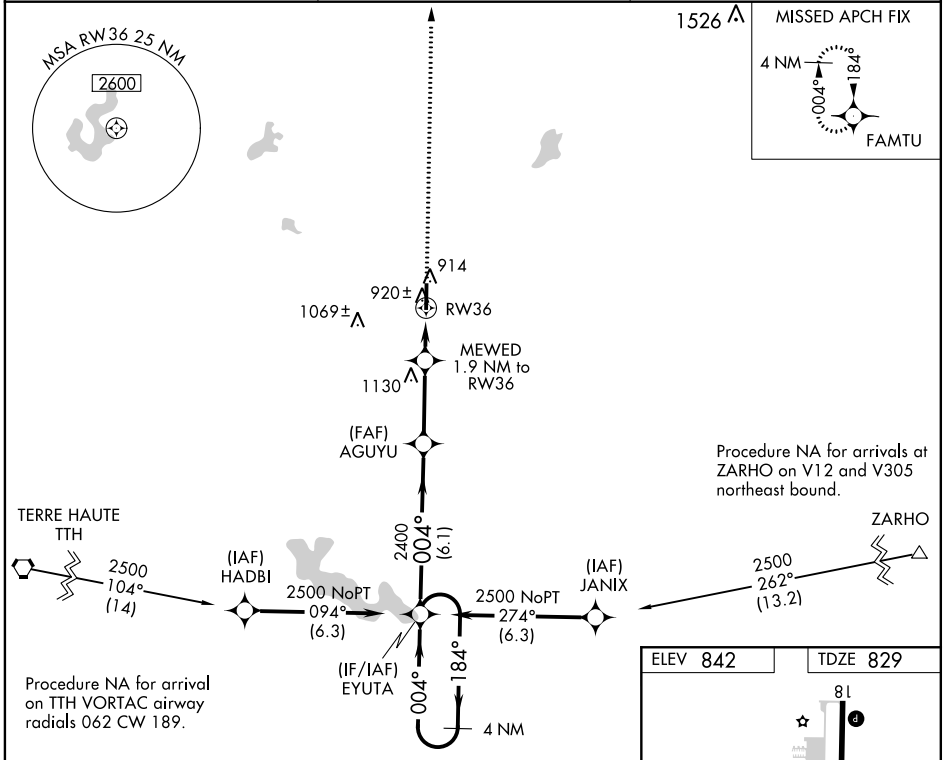 MSA RW36 25 NM
2600
1526
MISSED APCH FIX
4 NM
004°
184°
FAMTU
914
920±
RW36
1069±
MEWED
1.9 NM to
RW36
1130
(FAF)
AGUYU
Procedure NA for arrivals at
ZARHO on V12 and V305
northeast bound.
TERRE HAUTE
TTH
2500
104°
(14)
(IAF)
HADBI
2500 NoPT
094°
(6.3)
2400
004°
(6.1)
(IAF)
JANIX
2500 NoPT
274°
(6.3)
ZARHO
2500
262°
(13.2)
(IF/IAF)
EYUTA
004°
184°
4 NM
Procedure NA for arrival
on TTH VORTAC airway
radials 062 CW 189.
ELEV 842
TDZE 829
18
P